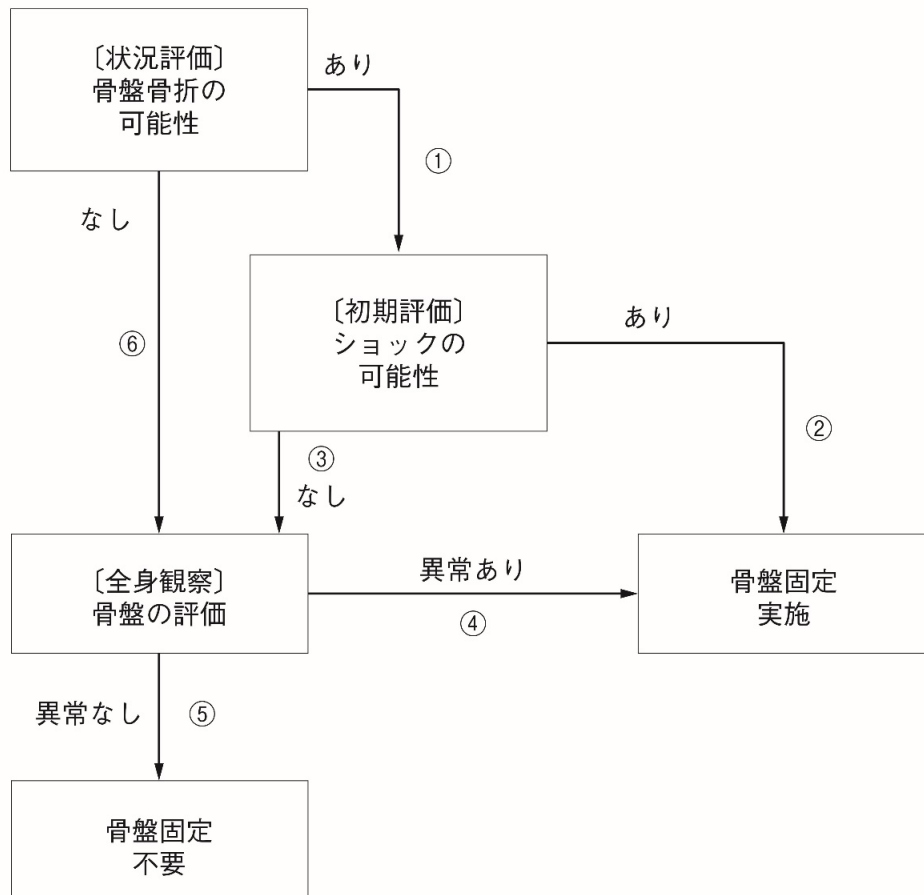 〔状況評価〕
骨盤骨折の
可能性
あり
①
なし
〔初期評価〕
ショックの
可能性
あり
⑥
②
③
なし
〔全身観察〕
骨盤の評価
異常あり
④
骨盤固定
実施
異常なし
⑤
骨盤固定
不要